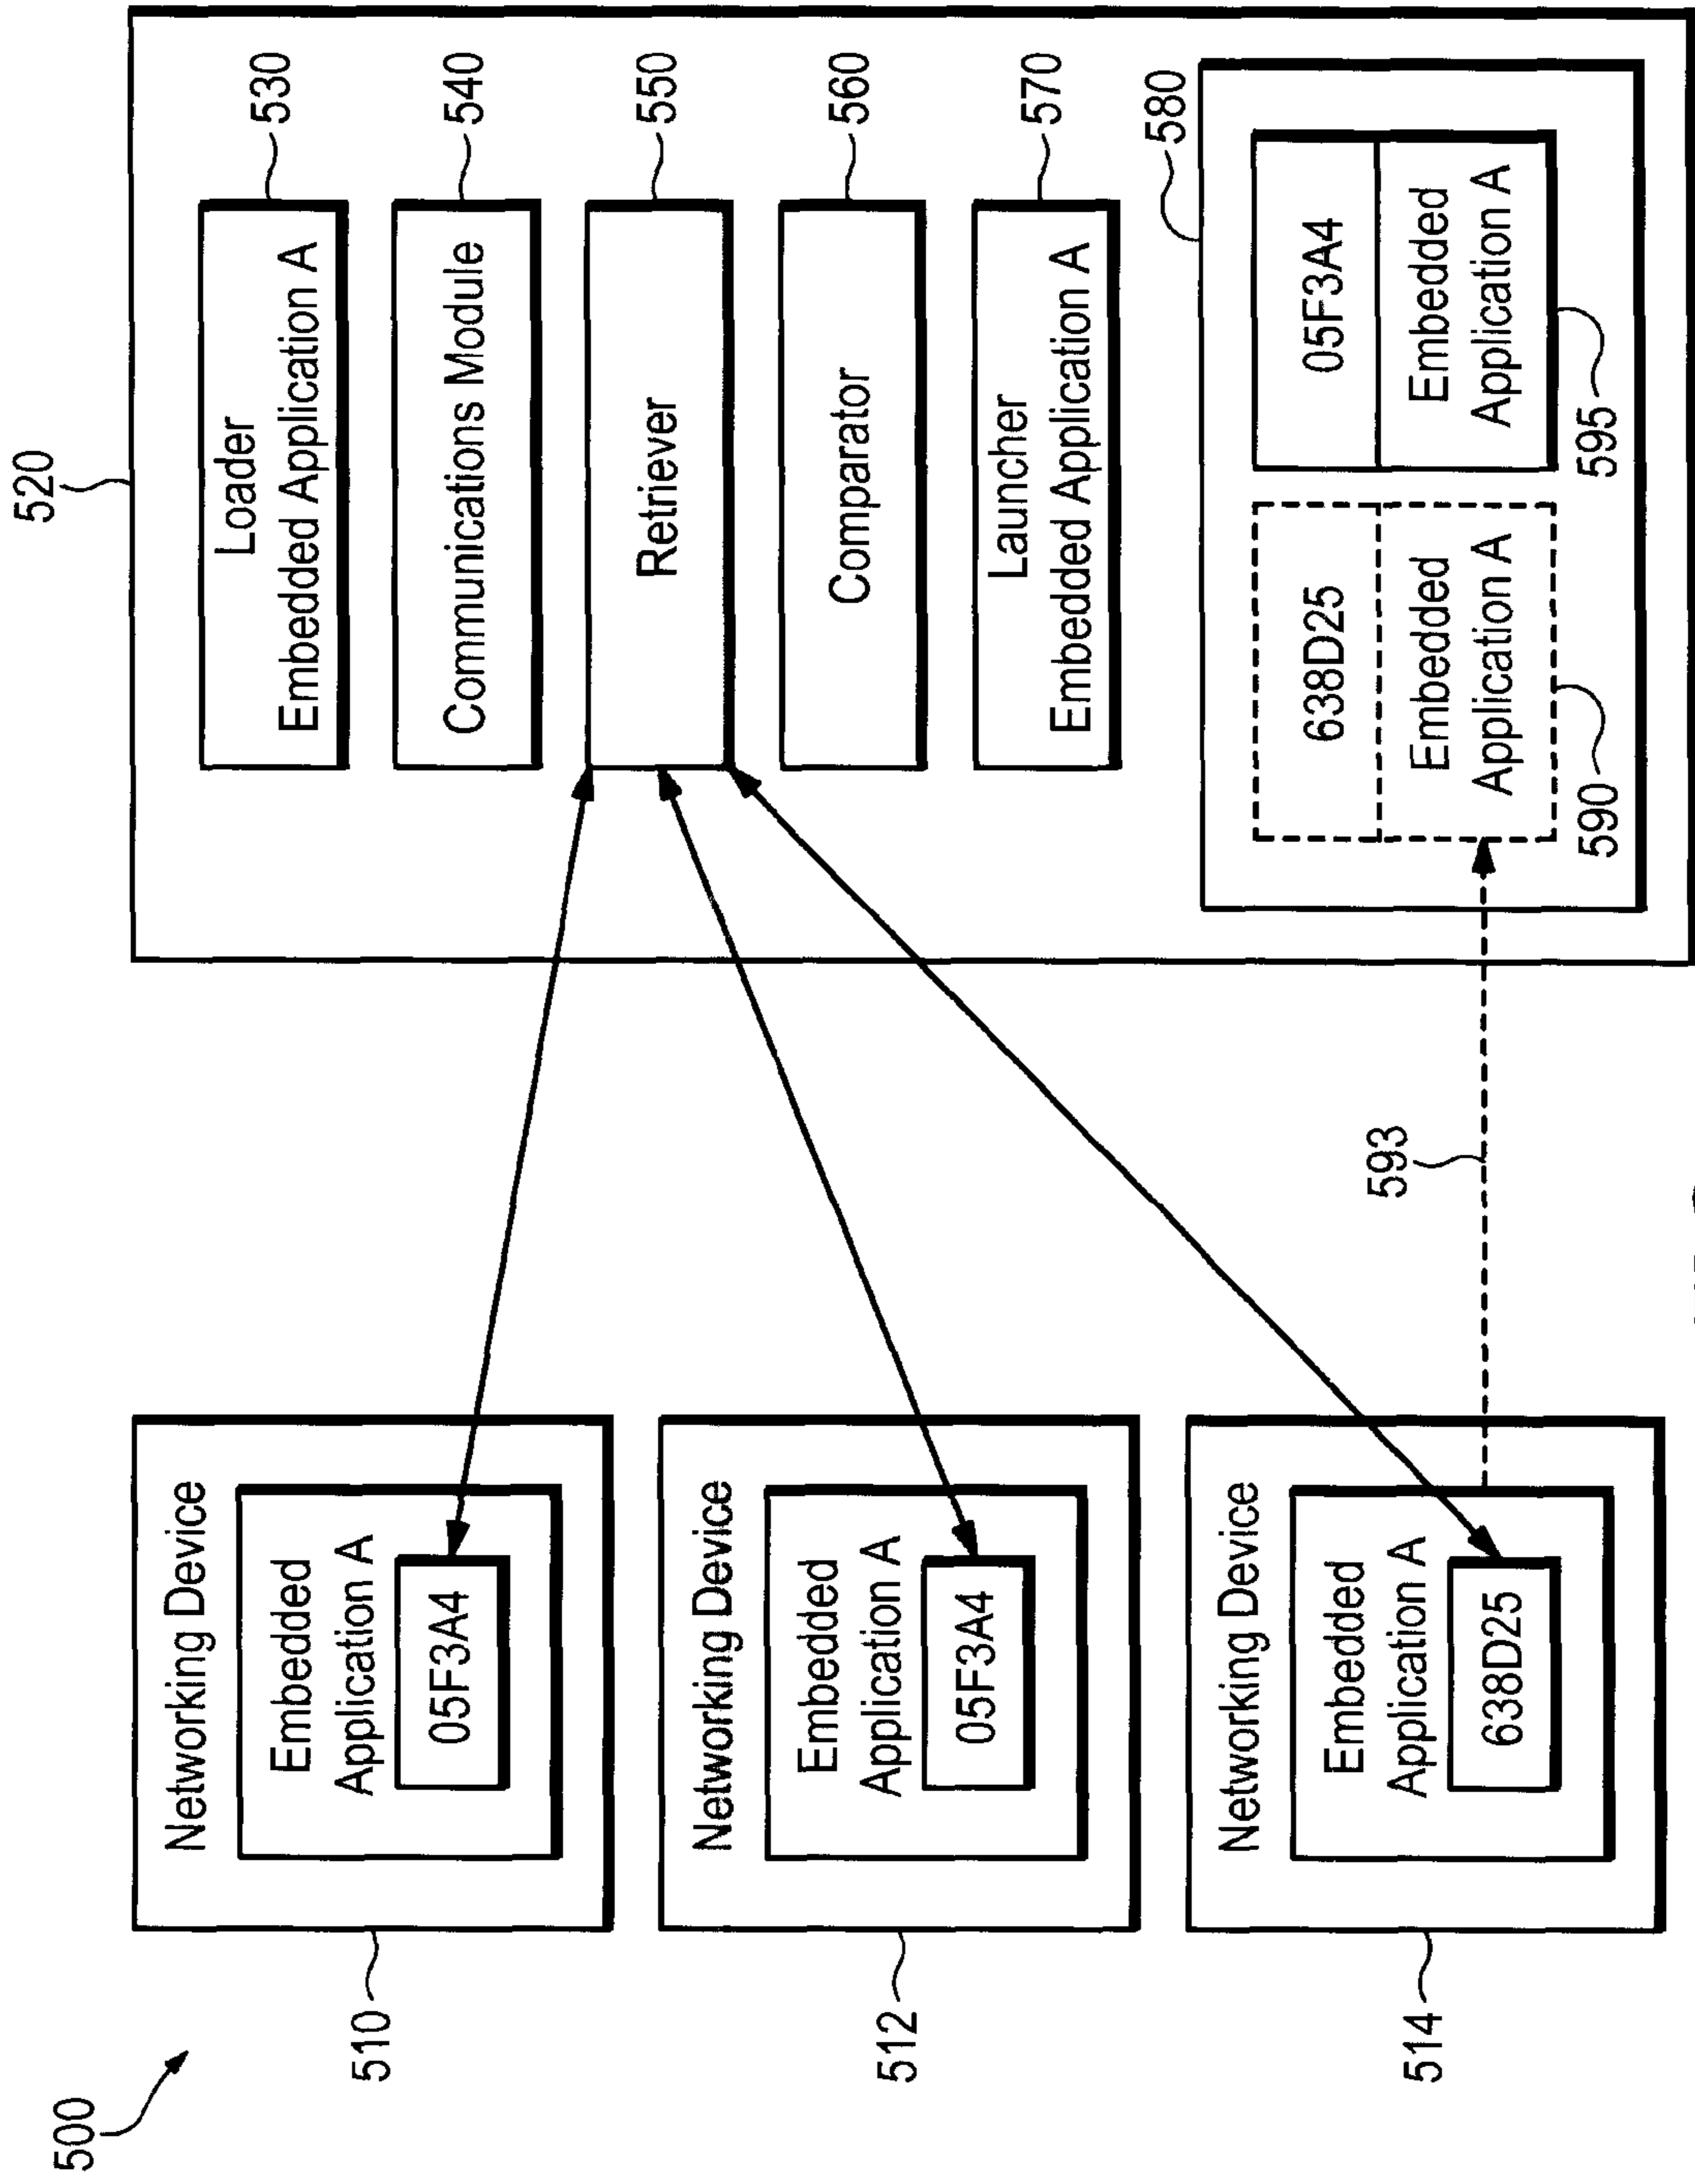 500
510
Networking Device
Embedded
Application A
05F3A4
512
Networking Device
Embedded
Application A
05F3A4
514
Networking Device
Embedded
Application A
638D25
593
520
Loader
Embedded Application A
530
Communications Module
540
Retriever
550
Comparator
560
Launcher
Embedded Application A
570
580
638D25
Embedded
Application A
590
05F3A4
Embedded
Application A
595